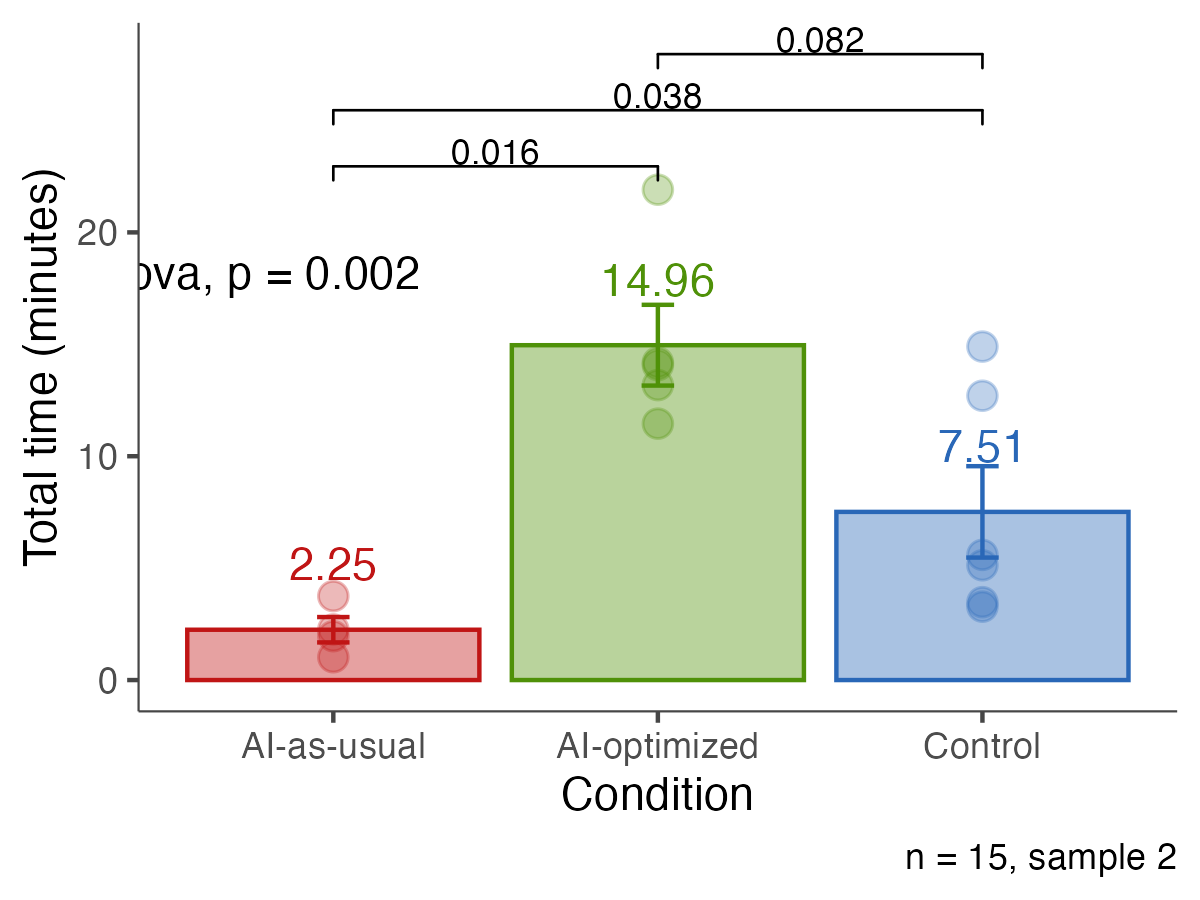 0.082
0.038
0.016
20
ova, p = 0.002
14.96
10
7.51
2.25
0
Total time (minutes)
AI-as-usual AI-optimized Control
Condition
n = 15, sample 2